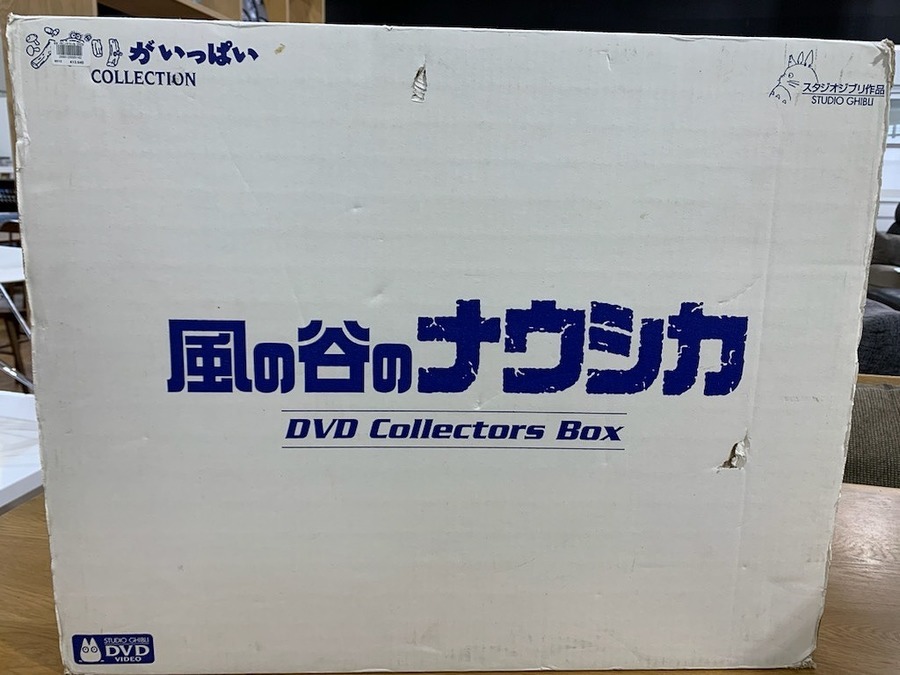 がいっぱい
COLLECTION
スタジオジブリ作品
STUDIO GHIBLI
風の谷のナウシカ
DVD Collectors Box
STUDIO GHIBLI
DVD
VIDEO